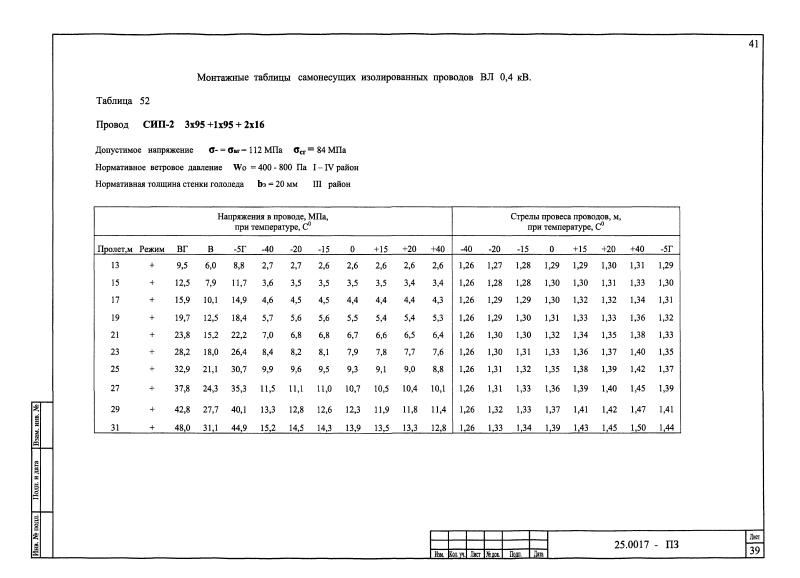 41
Монтажные таблицы самонесущих изолированных проводов ВЛ 0,4 кВ.
Таблица 52
Провод СИП-2 3х95 +1х95 + 2х16
Допустимое напряжение σ- = σвг – 112 МПа σсг = 84 МПа
Нормативное ветровое давление Wо = 400 - 800 Па I – IV район
Нормативная толщина стенки гололеда bэ = 20 мм III район
Напряжения в проводе, МПа, Стрелы провеса проводов, м,
при температуре, С⁰ при температуре, С⁰
Пролет,м Режим ВГ В -5Г -40 -20 -15 0 +15 +20 +40 -40 -20 -15 0 +15 +20 +40 -5Г
13 + 9,5 6,0 8,8 2,7 2,7 2,6 2,6 2,6 2,6 2,6 1,26 1,27 1,28 1,29 1,29 1,30 1,31 1,29
15 + 12,5 7,9 11,7 3,6 3,5 3,5 3,5 3,5 3,4 3,4 1,26 1,28 1,28 1,30 1,30 1,31 1,33 1,30
17 + 15,9 10,1 14,9 4,6 4,5 4,5 4,4 4,4 4,4 4,3 1,26 1,29 1,29 1,30 1,32 1,32 1,34 1,31
19 + 19,7 12,5 18,4 5,7 5,6 5,6 5,5 5,4 5,4 5,3 1,26 1,29 1,30 1,31 1,33 1,33 1,36 1,32
21 + 23,8 15,2 22,2 7,0 6,8 6,8 6,7 6,6 6,5 6,4 1,26 1,30 1,30 1,32 1,34 1,35 1,38 1,33
23 + 28,2 18,0 26,4 8,4 8,2 8,1 7,9 7,8 7,7 7,6 1,26 1,30 1,31 1,33 1,36 1,37 1,40 1,35
25 + 32,9 21,1 30,7 9,9 9,6 9,5 9,3 9,1 9,0 8,8 1,26 1,31 1,32 1,35 1,38 1,39 1,42 1,37
27 + 37,8 24,3 35,3 11,5 11,1 11,0 10,7 10,5 10,4 10,1 1,26 1,31 1,33 1,36 1,39 1,40 1,45 1,39
29 + 42,8 27,7 40,1 13,3 12,8 12,6 12,3 11,9 11,8 11,4 1,26 1,32 1,33 1,37 1,41 1,42 1,47 1,41
31 + 48,0 31,1 44,9 15,2 14,5 14,3 13,9 13,5 13,3 12,8 1,26 1,33 1,34 1,39 1,43 1,45 1,50 1,44
Взам. инв. №
Подп. и дата
Инв. № подл.
Изм. Кол. уч. Лист № док. Подп. Дата
25.0017 - ПЗ
Лист
39